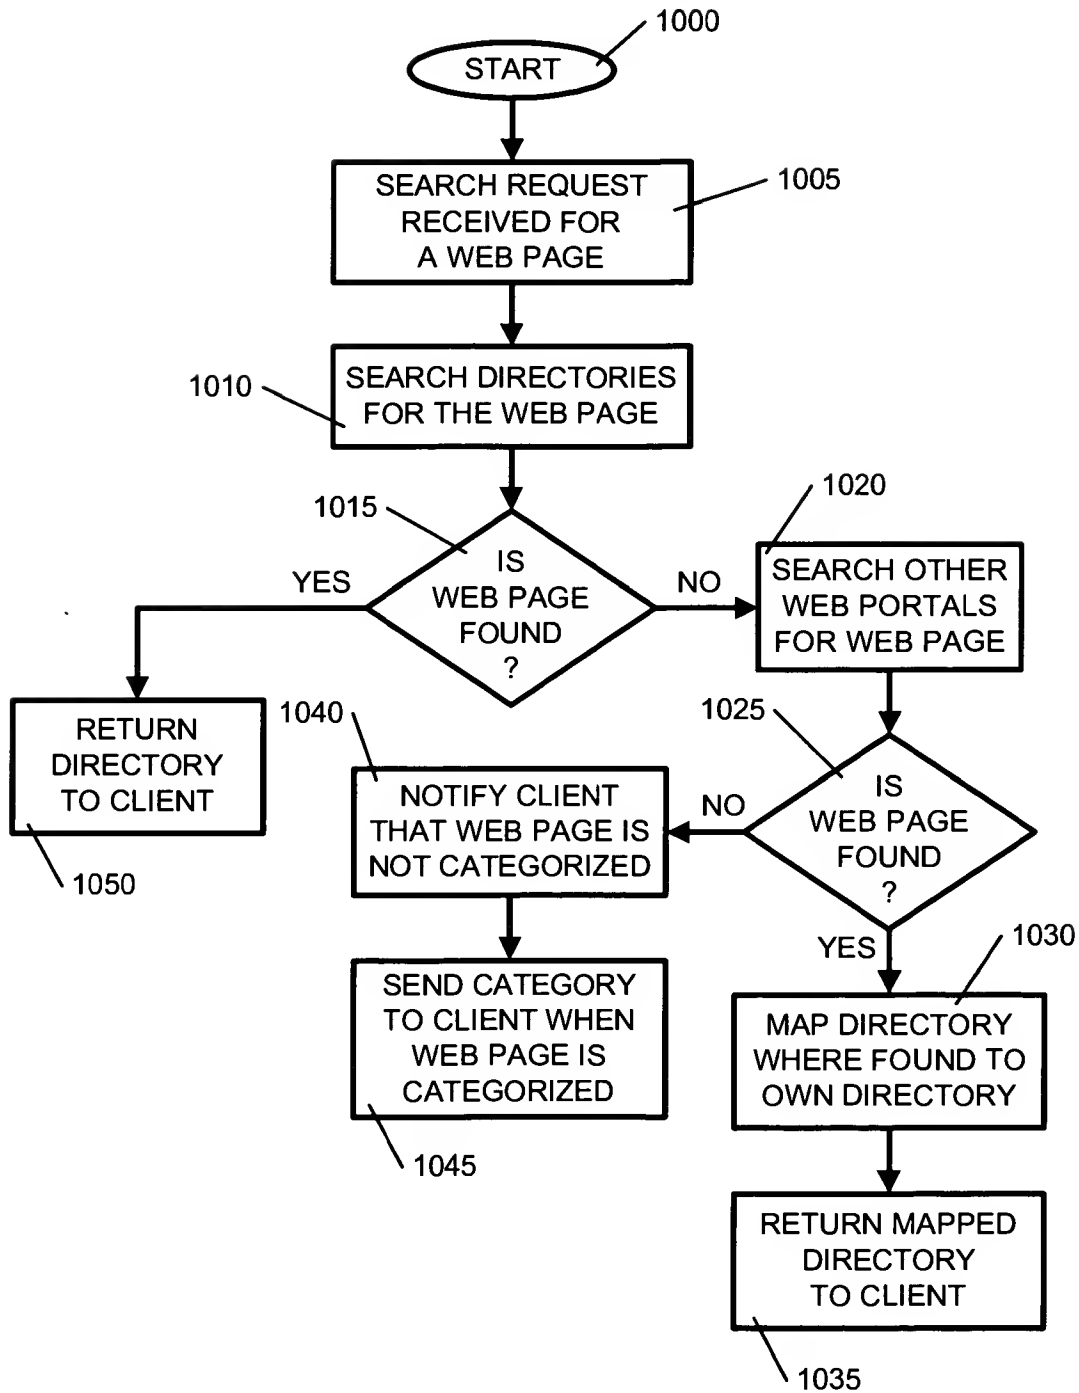 1000
START
1005
SEARCH REQUEST
RECEIVED FOR
A WEB PAGE
1010
SEARCH DIRECTORIES
FOR THE WEB PAGE
1015
IS
WEB PAGE
FOUND
?
YES
NO
1020
SEARCH OTHER
WEB PORTALS
FOR WEB PAGE
RETURN
DIRECTORY
TO CLIENT
1050
1025
IS
WEB PAGE
FOUND
?
NO
YES
1040
NOTIFY CLIENT
THAT WEB PAGE IS
NOT CATEGORIZED
SEND CATEGORY
TO CLIENT WHEN
WEB PAGE IS
CATEGORIZED
1045
1030
MAP DIRECTORY
WHERE FOUND TO
OWN DIRECTORY
RETURN MAPPED
DIRECTORY
TO CLIENT
1035